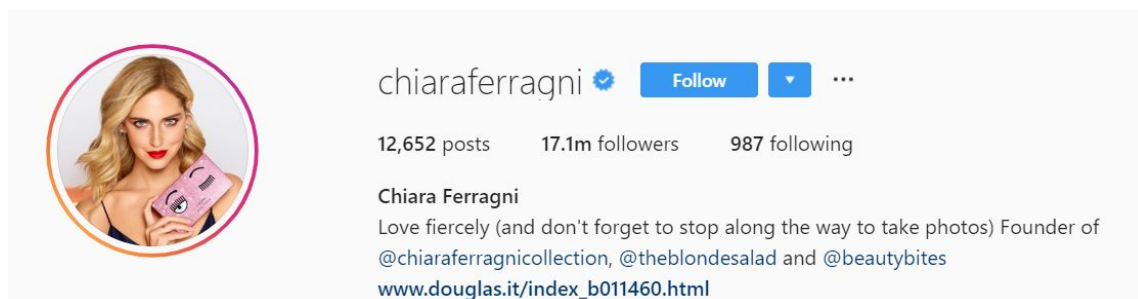 chiaraferragni Follow
12,652 posts 17.1m followers 987 following
Chiara Ferragni
Love fiercely (and don't forget to stop along the way to take photos) Founder of
@chiaraferragnicollection, @theblondesalad and @beautybites
www.douglas.it/index_b011460.html